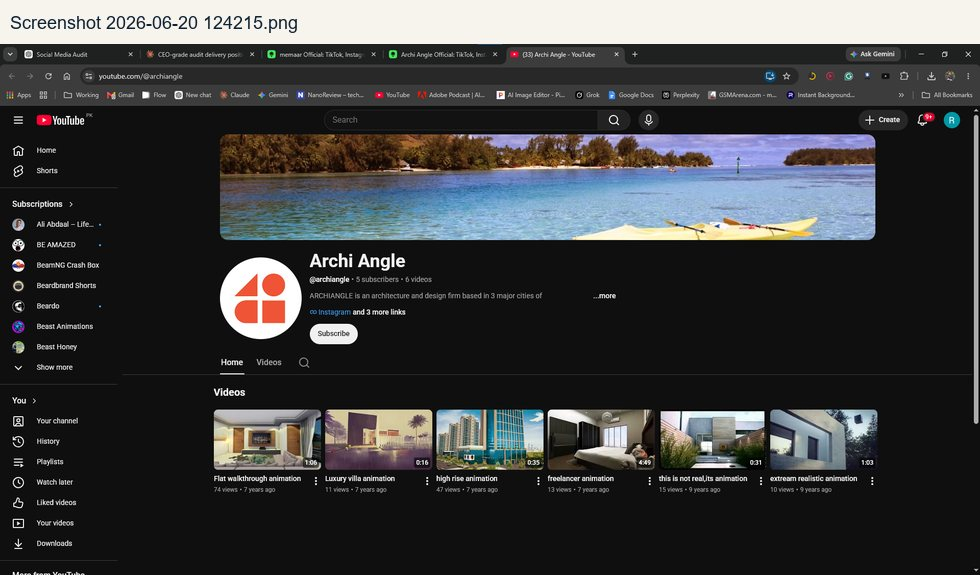 Screenshot 2026-06-20 124215.png
Social Media Audit
CEO-grade audit delivery posit
memaar Official: TikTok, Instag
Archi Angle Official: TikTok, Ins
(33) Archi Angle - YouTube
Ask Gemini
youtube.com/@archiangle
Apps
Working
Gmail
Flow
New chat
Claude
Gemini
NanoReview – tech...
YouTube
Adobe Podcast | AI...
AI Image Editor - Pi...
Grok
Google Docs
Perplexity
GSMArena.com - m...
Instant Background...
All Bookmarks
YouTube PK
Search
Create
9+
R
Home
Shorts
Subscriptions
Ali Abdaal – Life...
BE AMAZED
BeamNG Crash Box
Beardbrand Shorts
Beardo
Beast Animations
Beast Honey
Show more
You
Your channel
History
Playlists
Watch later
Liked videos
Your videos
Downloads
More from YouTube
Archi Angle
@archiangle • 5 subscribers • 6 videos
ARCHIANGLE is an architecture and design firm based in 3 major cities of ...more
Instagram and 3 more links
Subscribe
Home
Videos
Videos
1:06
Flat walkthrough animation
74 views • 7 years ago
0:16
Luxury villa animation
11 views • 7 years ago
0:35
high rise animation
47 views • 7 years ago
4:49
freelancer animation
13 views • 7 years ago
0:31
this is not real,its animation
15 views • 9 years ago
1:03
extream realistic animation
10 views • 9 years ago